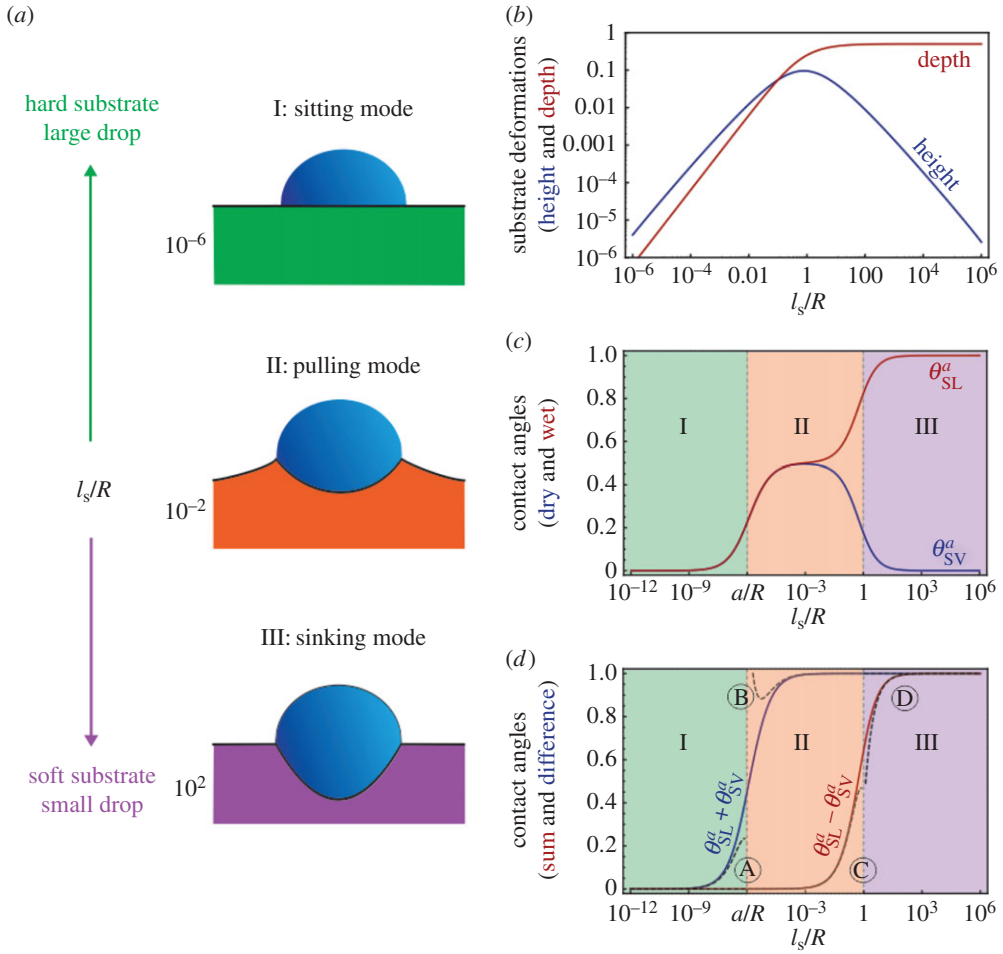 (a)
hard substrate
large drop
l_s/R
soft substrate
small drop
I: sitting mode
10⁻⁶
II: pulling mode
10⁻²
III: sinking mode
10²
(b)
substrate deformations
(height and depth)
1
0.1
0.01
0.001
10⁻⁴
10⁻⁵
10⁻⁶
depth
height
10⁻⁶ 10⁻⁴ 0.01 1 100 10⁴ 10⁶
l_s/R
(c)
contact angles
(dry and wet)
1.0
0.8
0.6
0.4
0.2
0
I II III
θ^a_SL
θ^a_SV
10⁻¹² 10⁻⁹ a/R 10⁻³ 1 10³ 10⁶
l_s/R
(d)
contact angles
(sum and difference)
1.0
0.8
0.6
0.4
0.2
0
I II III
A
B
C
D
θ^a_SL + θ^a_SV
θ^a_SL − θ^a_SV
10⁻¹² 10⁻⁹ a/R 10⁻³ 1 10³ 10⁶
l_s/R